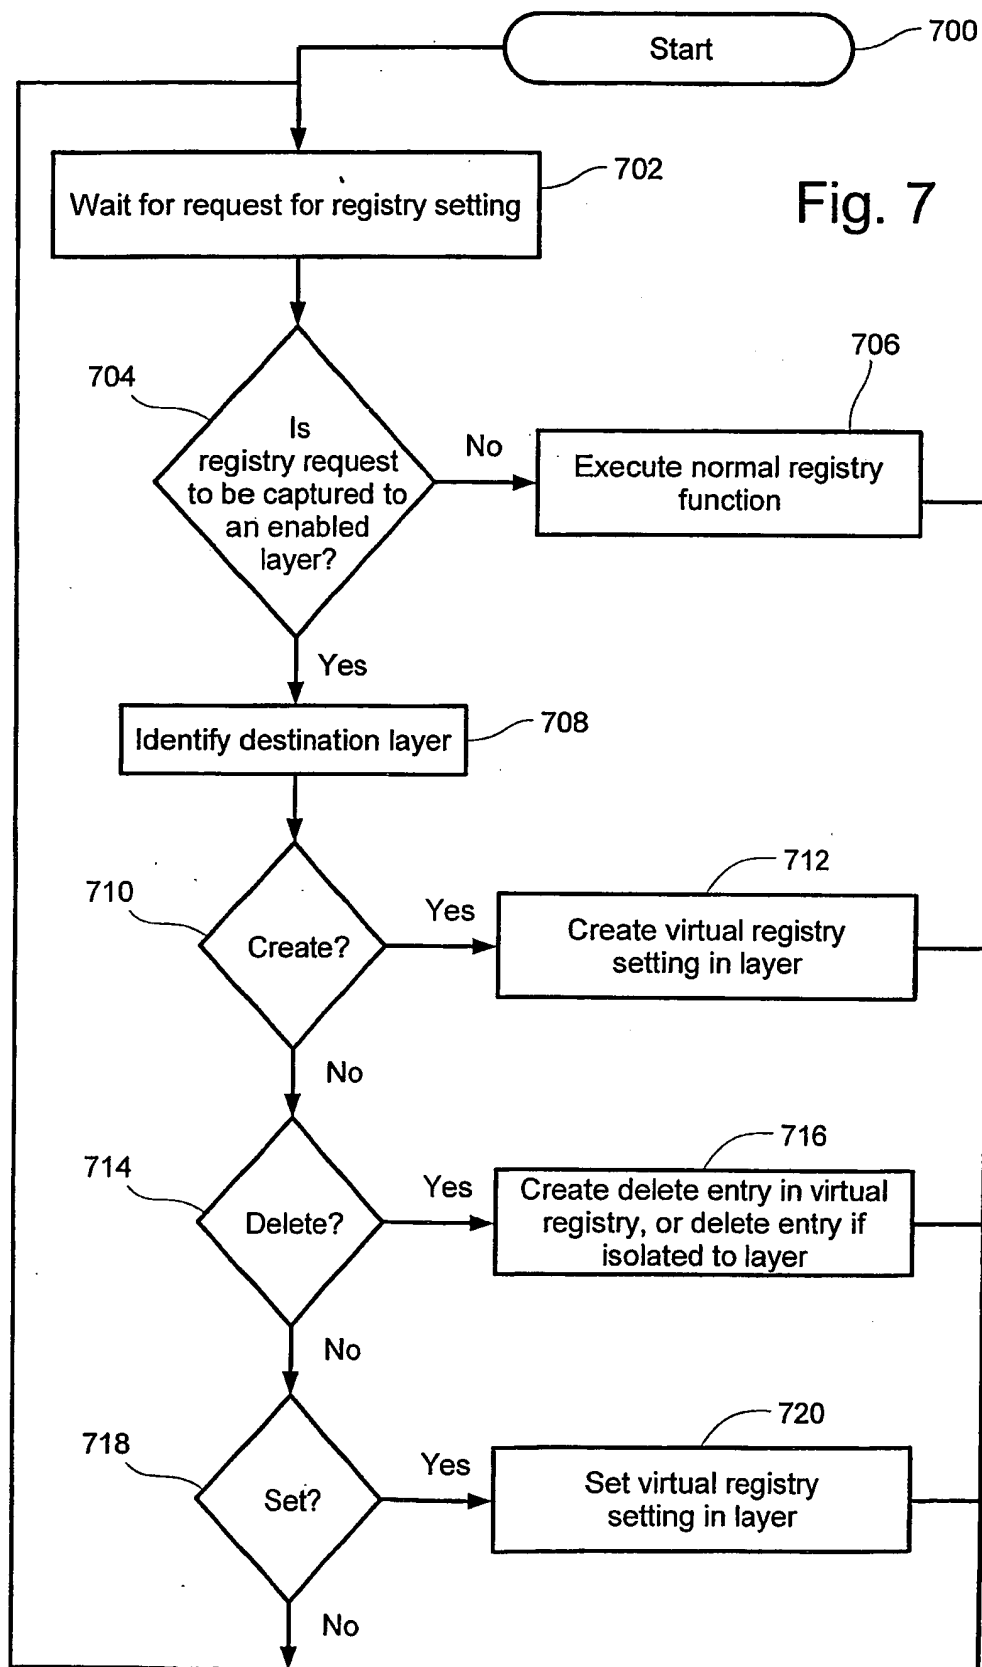 Start
700
Wait for request for registry setting
702
Fig. 7
704
Is
registry request
to be captured to
an enabled
layer?
No
706
Execute normal registry
function
Yes
Identify destination layer
708
710
Create?
Yes
712
Create virtual registry
setting in layer
No
714
Delete?
Yes
716
Create delete entry in virtual
registry, or delete entry if
isolated to layer
No
718
Set?
Yes
720
Set virtual registry
setting in layer
No